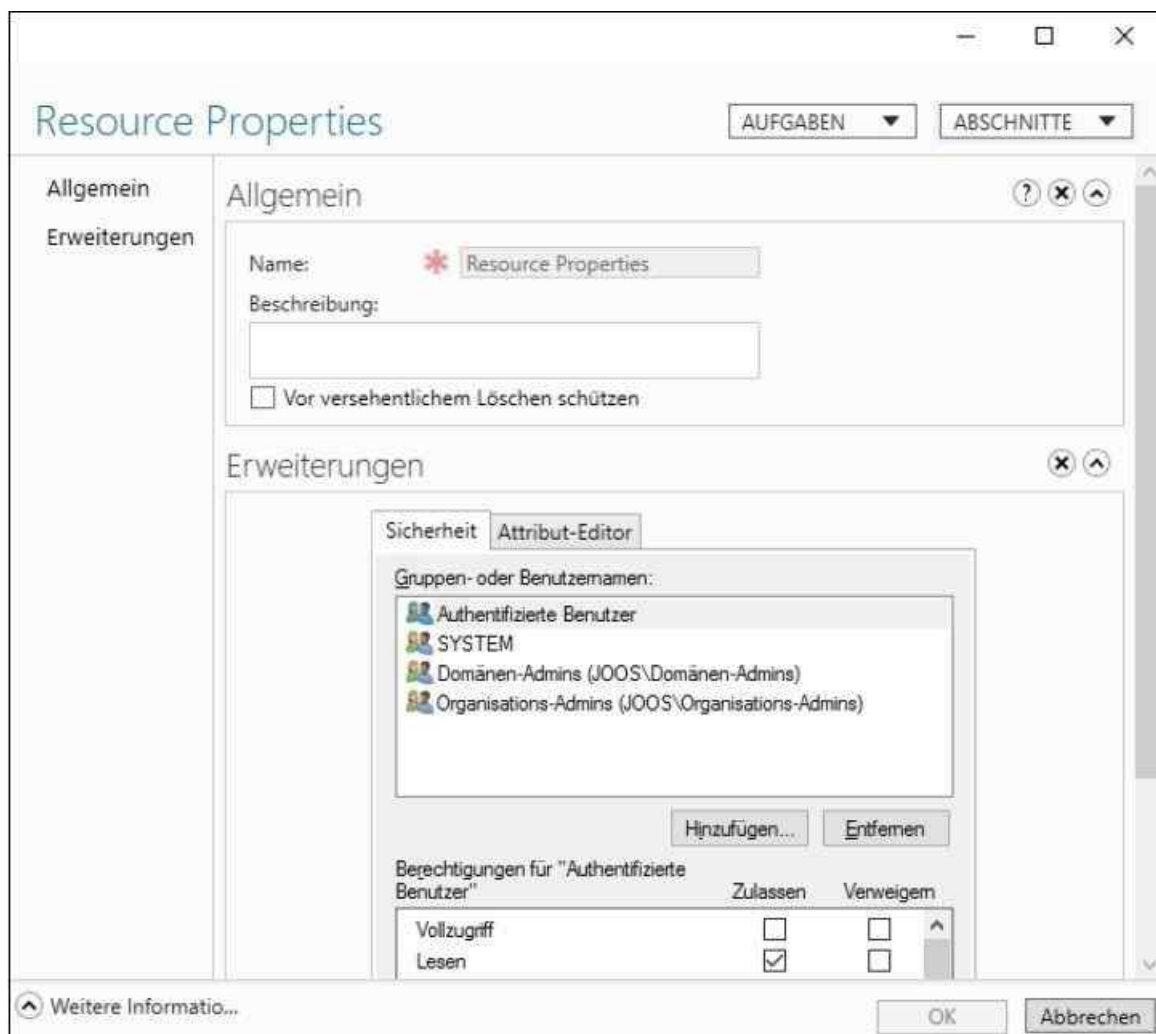 Resource Properties
AUFGABEN
ABSCHNITTE
Allgemein
Erweiterungen
Allgemein
Name:
Resource Properties
Beschreibung:
Vor versehentlichem Löschen schützen
Erweiterungen
Sicherheit
Attribut-Editor
Gruppen- oder Benutzernamen:
Authentifizierte Benutzer
SYSTEM
Domänen-Admins (JOOS\Domänen-Admins)
Organisations-Admins (JOOS\Organisations-Admins)
Hinzufügen...
Entfernen
Berechtigungen für "Authentifizierte
Benutzer"
Zulassen
Verweigern
Vollzugriff
Lesen
Weitere Informatio...
OK
Abbrechen